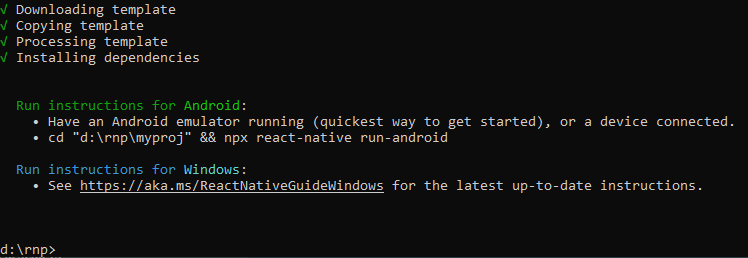 √ Downloading template
√ Copying template
√ Processing template
√ Installing dependencies
Run instructions for Android:
• Have an Android emulator running (quickest way to get started), or a device connected.
• cd "d:\rnp\myproj" && npx react-native run-android
Run instructions for Windows:
• See https://aka.ms/ReactNativeGuideWindows for the latest up-to-date instructions.
d:\rnp>